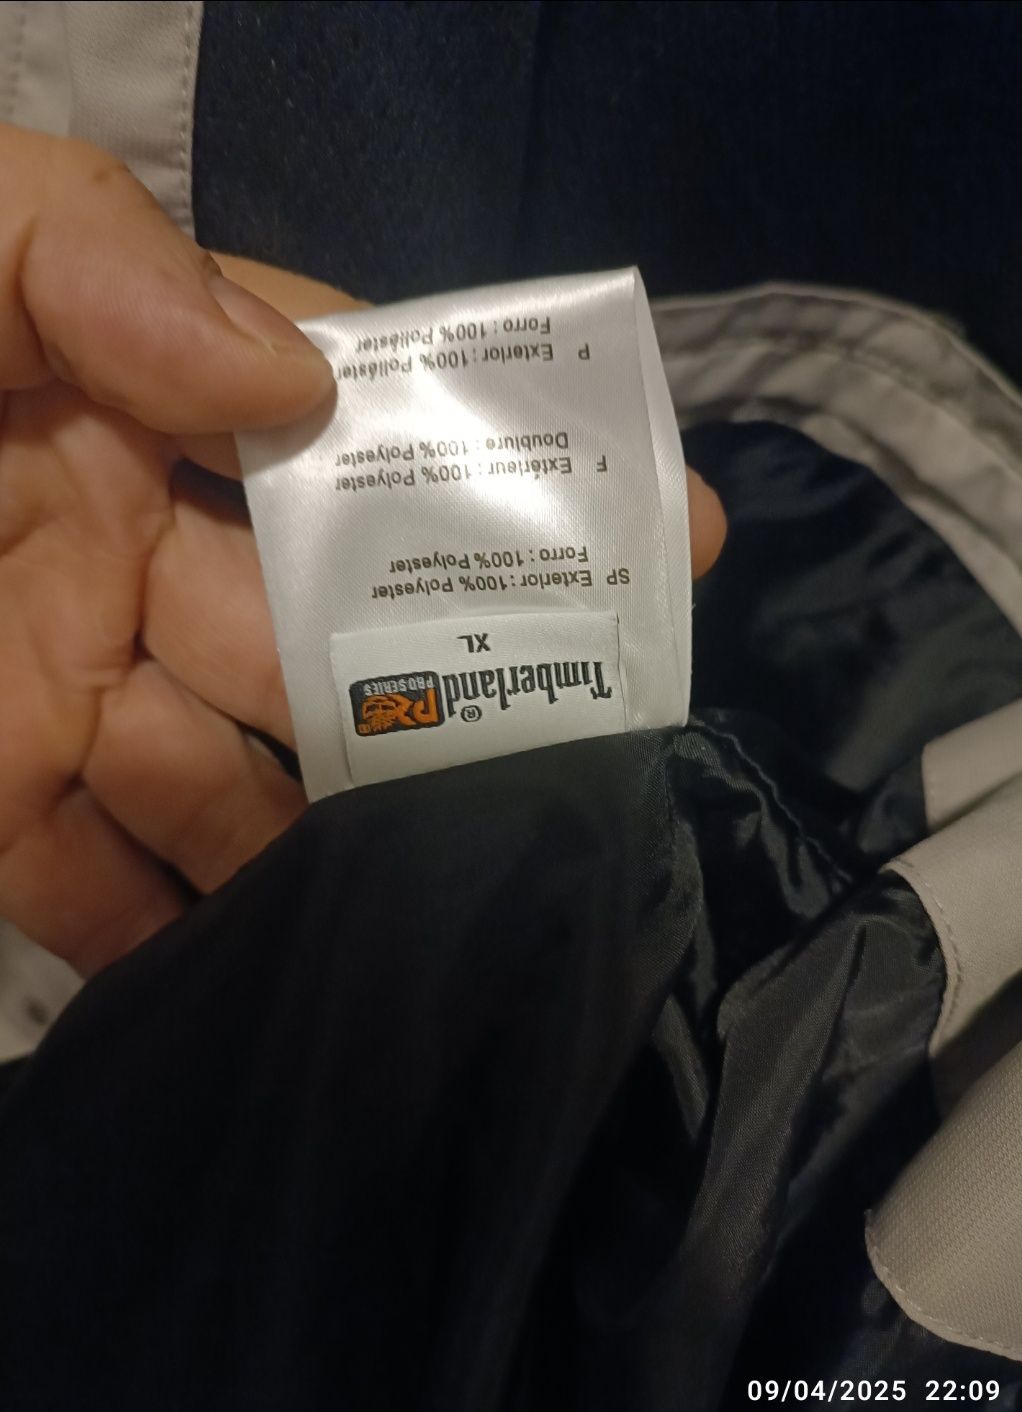 Timberland®
PRO
PRO SERIES
XL
SP Exterior : 100% Polyester
Forro : 100% Polyester
F Extérieur : 100% Polyester
Doublure : 100% Polyester
P Exterior : 100% Poliéster
Forro : 100% Poliéster
09/04/2025 22:09